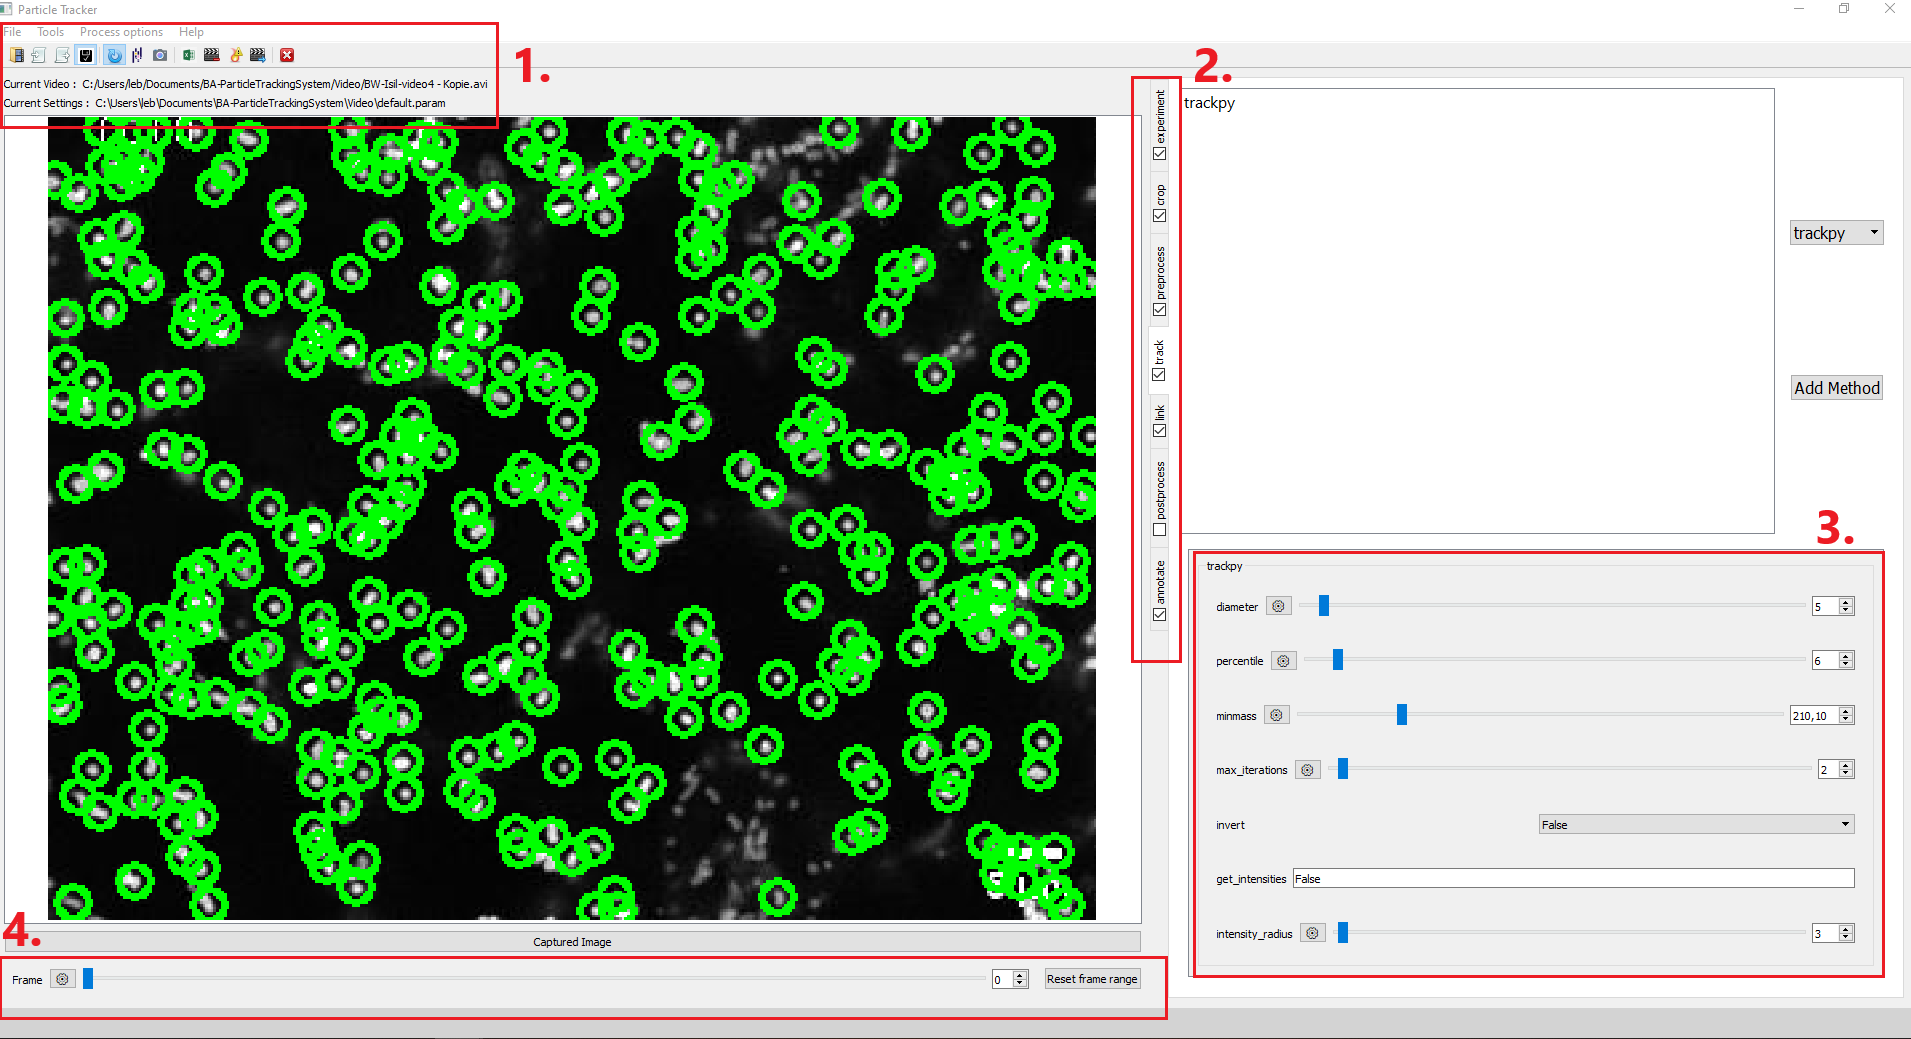 Particle Tracker
File Tools Process options Help
1.
Current Video : C:/Users/leb/Documents/BA-ParticleTrackingSystem/Video/BW-Isil-video4 - Kopie.avi
Current Settings : C:\Users\leb\Documents\BA-ParticleTrackingSystem\Video\default.param
2.
experiment
crop
preprocess
track
link
postprocess
annotate
trackpy
trackpy
Add Method
3.
trackpy
diameter 5
percentile 6
minmass 210,10
max_iterations 2
invert False
get_intensities False
intensity_radius 3
4.
Captured Image
Frame 0 Reset frame range